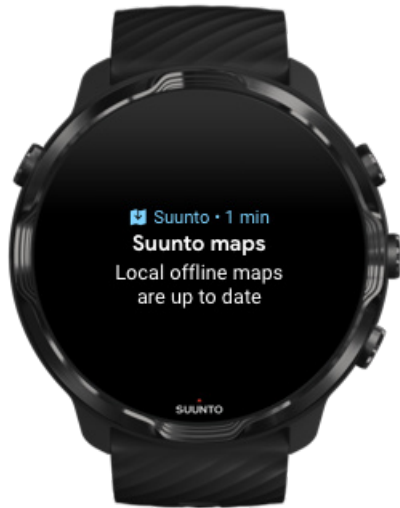 Suunto • 1 min
Suunto maps
Local offline maps
are up to date
SUUNTO